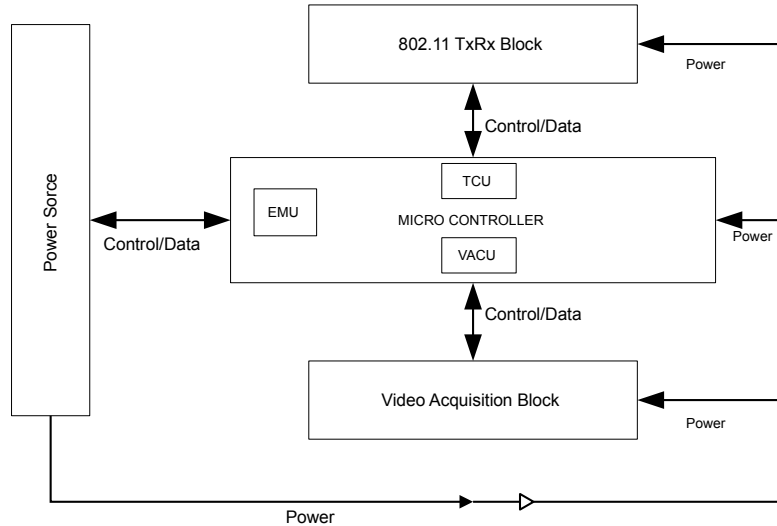 802.11 TxRx Block
Power
Control/Data
TCU
EMU
MICRO CONTROLLER
Power Sorce
Control/Data
Power
VACU
Control/Data
Video Acquisition Block
Power
Power